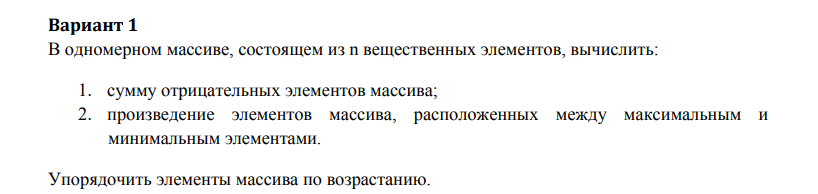 Вариант 1
В одномерном массиве, состоящем из n вещественных элементов, вычислить:
1. сумму отрицательных элементов массива;
2. произведение элементов массива, расположенных между максимальным и
минимальным элементами.
Упорядочить элементы массива по возрастанию.